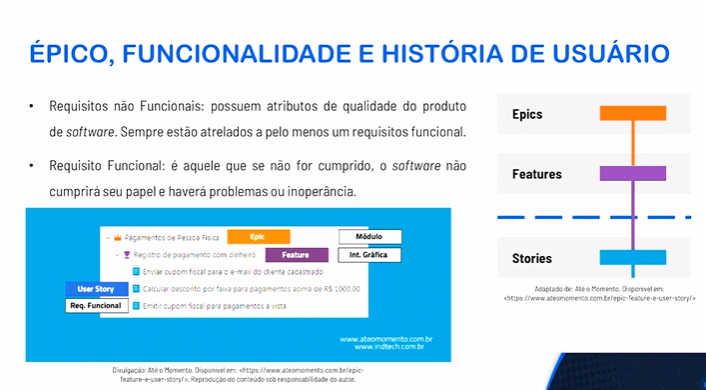 ÉPICO, FUNCIONALIDADE E HISTÓRIA DE USUÁRIO
• Requisitos não Funcionais: possuem atributos de qualidade do produto
de software. Sempre estão atrelados a pelo menos um requisitos funcional.
• Requisito Funcional: é aquele que se não for cumprido, o software não
cumprirá seu papel e haverá problemas ou inoperância.
Pagamentos de Pessoa Física Epic Módulo
Registro de pagamento com dinheiro Feature Int. Gráfica
Enviar cupom fiscal para o e-mail do cliente cadastrado
User Story Calcular desconto por faixa para pagamentos acima de R$ 1000,00
Req. Funcional Emitir cupom fiscal para pagamentos a vista
www.ateomomento.com.br
www.indtech.com.br
Divulgação: Até o Momento. Disponível em: <https://www.ateomomento.com.br/epic-
feature-e-user-story/>. Reprodução do conteúdo sob responsabilidade do autor.
Epics
Features
Stories
Adaptado de: Até o Momento. Disponível em:
<https://www.ateomomento.com.br/epic-feature-e-user-story/>